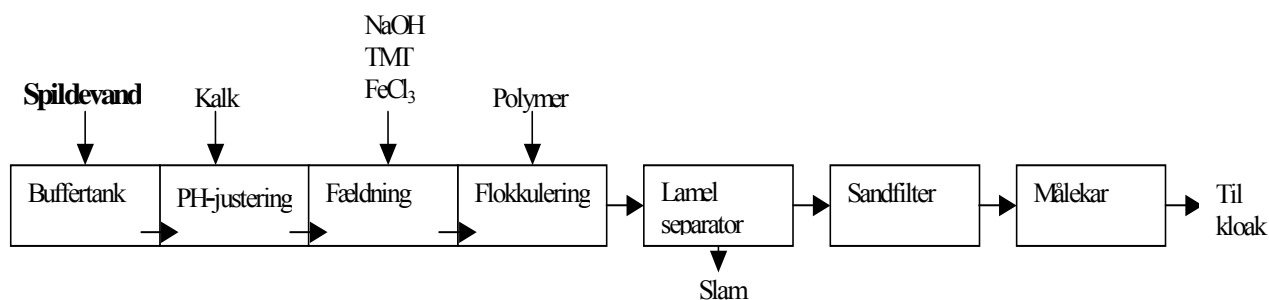 NaOH
TMT
FeCl₃
Spildevand
Kalk
Polymer
Buffertank
PH-justering
Fældning
Flokkulering
Lamel
separator
Sandfilter
Målekar
Til
kloak
Slam